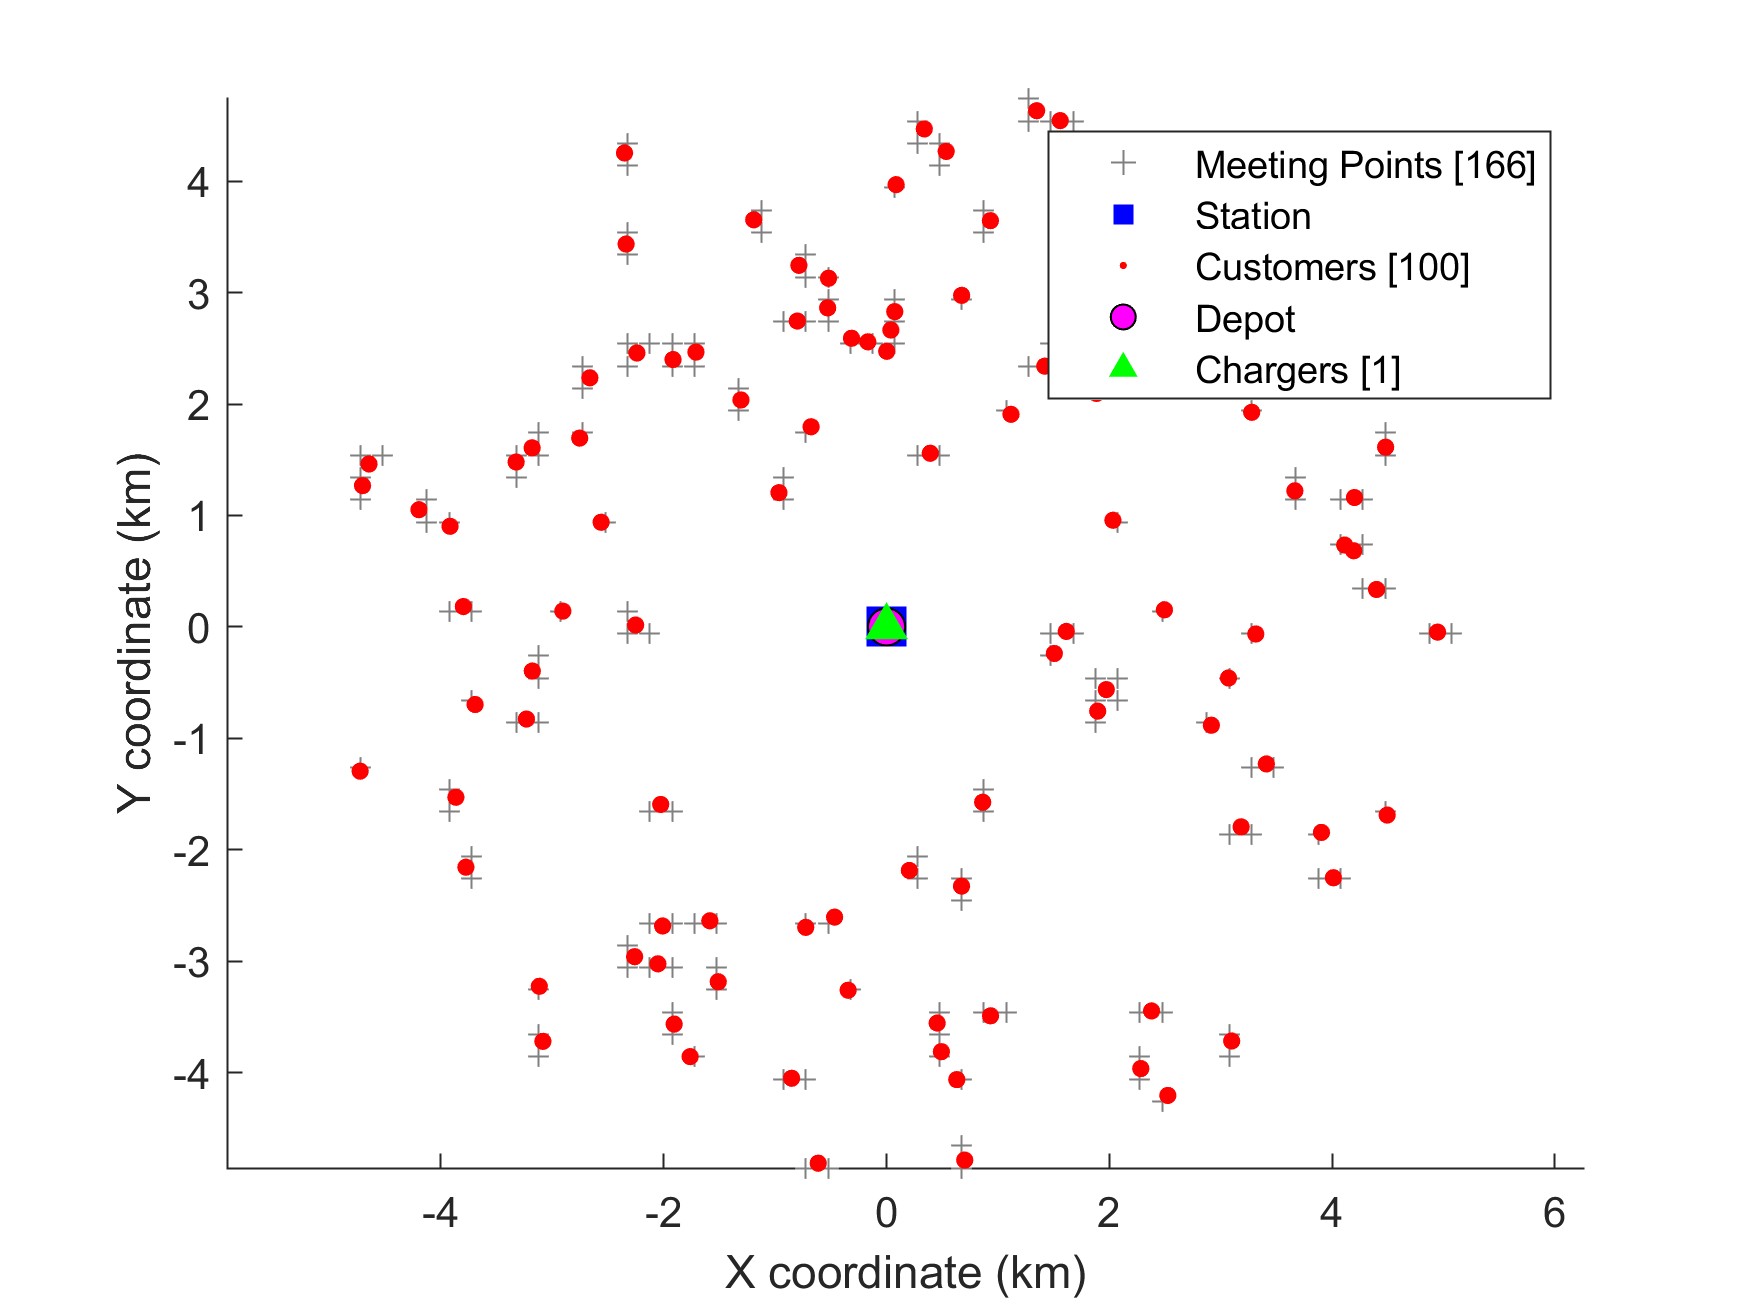 Meeting Points [166]
Station
Customers [100]
Depot
Chargers [1]
4
3
2
1
0
-1
-2
-3
-4
Y coordinate (km)
-4 -2 0 2 4 6
X coordinate (km)